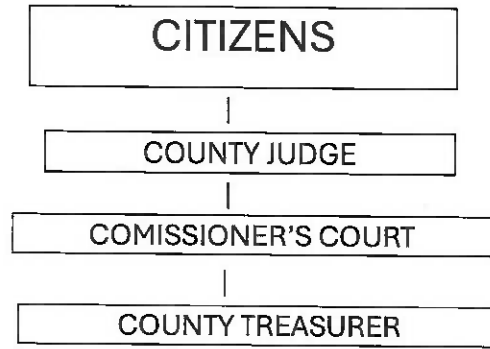 CITIZENS
COUNTY JUDGE
COMISSIONER'S COURT
COUNTY TREASURER